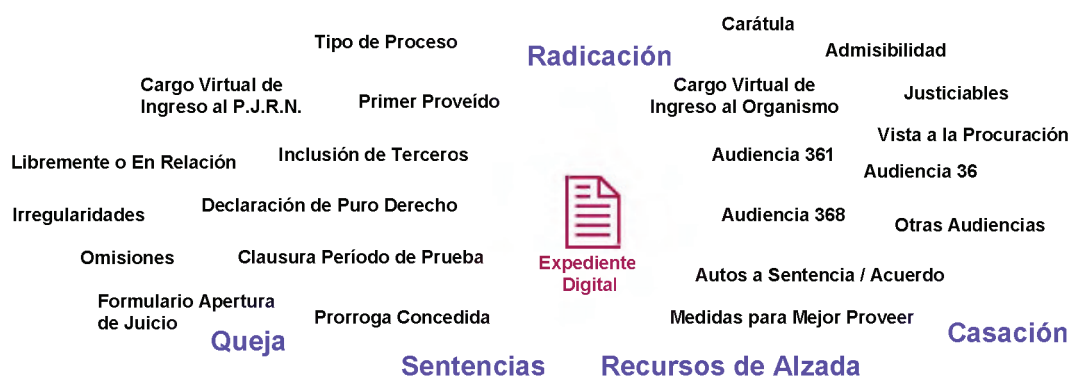 Carátula
Tipo de Proceso
Radicación
Admisibilidad
Cargo Virtual de
Ingreso al P.J.R.N.
Primer Proveído
Cargo Virtual de
Ingreso al Organismo
Justiciables
Vista a la Procuración
Libremente o En Relación
Inclusión de Terceros
Audiencia 361
Audiencia 36
Irregularidades
Declaración de Puro Derecho
Audiencia 368
Otras Audiencias
Omisiones
Clausura Período de Prueba
Expediente
Digital
Autos a Sentencia / Acuerdo
Formulario Apertura
de Juicio
Prorroga Concedida
Medidas para Mejor Proveer
Queja
Casación
Sentencias
Recursos de Alzada